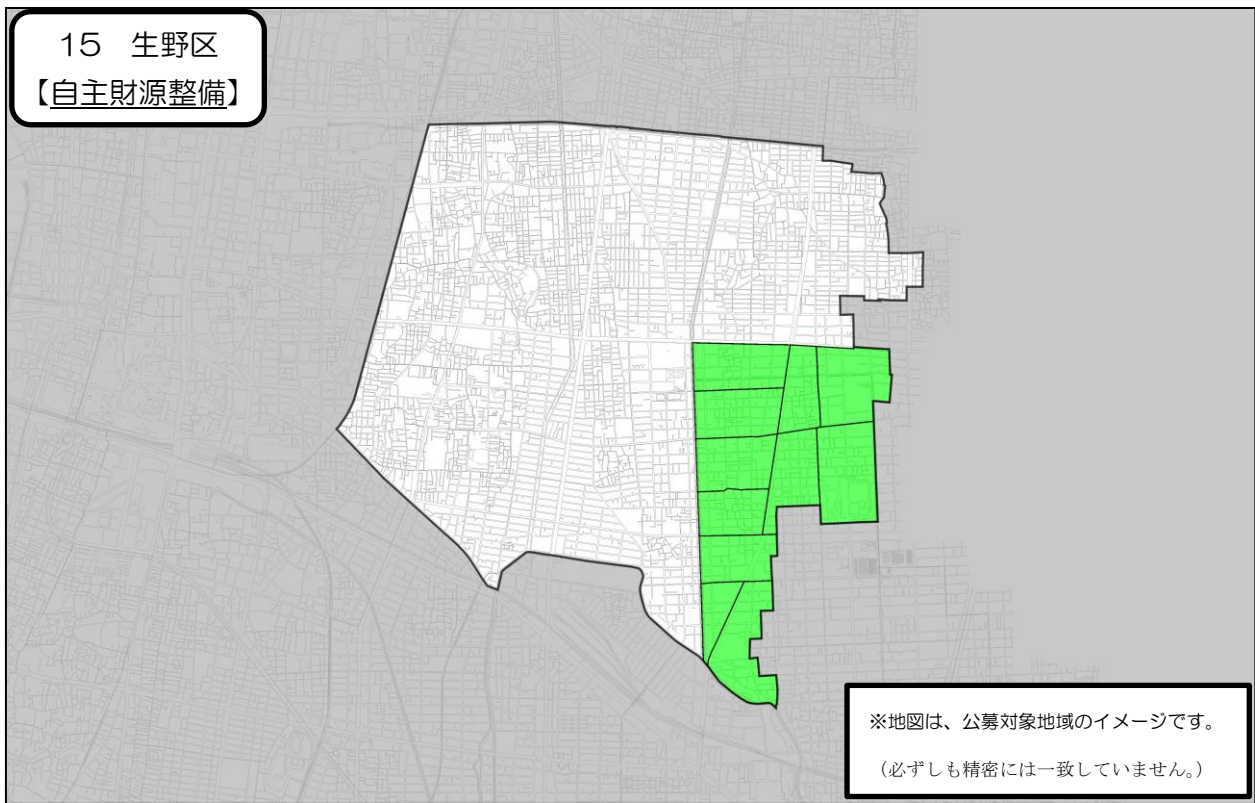 15 生野区
【自主財源整備】
※地図は、公募対象地域のイメージです。
(必ずしも精密には一致していません。)